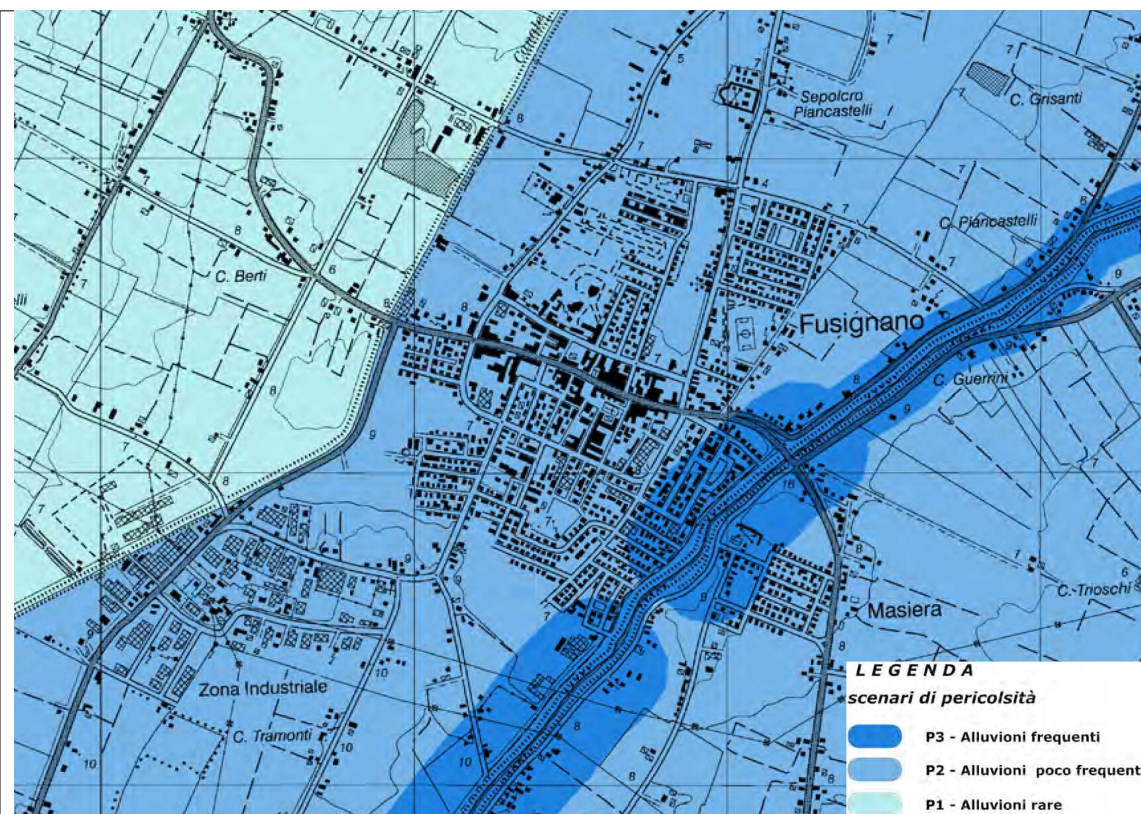 Sepolcro
Piancastelli
C. Grisanti
C. Piancastelli
C. Berti
Fusignano
C. Guerrini
C. Trioschi
Masiera
Zona Industriale
C. Tramonti
LEGENDA
scenari di pericolsità
P3 - Alluvioni frequenti
P2 - Alluvioni poco frequent
P1 - Alluvioni rare